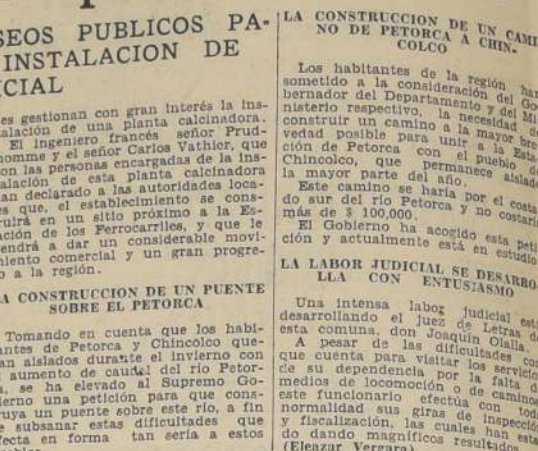 SEOS PUBLICOS PA-
INSTALACION DE
CIAL
es gestionan con gran interés la ins-
alación de una planta calcinadora.
El ingeniero francés señor Prud-
homme y el señor Carlos Vathier, que
on las personas encargadas de la ins-
alación de esta planta calcinadora
an declarado a las autoridades loca-
es que, el establecimiento se cons-
ruirá en un sitio próximo a la Es-
ación de los Ferrocarriles, y que le
endrá a dar un considerable movi-
iento comercial y un gran progre-
o a la región.
A CONSTRUCCION DE UN PUENTE
SOBRE EL PETORCA
Tomando en cuenta que los habi-
antes de Petorca y Chincolco que-
an aislados durante el invierno con
aumento de caudal del río Petor-
a, se ha elevado al Supremo Go-
ierno una petición para que cons-
ruya un puente sobre este río, a fin
e subsanar estas dificultades que
fecta en forma tan seria a estos
LA CONSTRUCCION DE UN CAMI
NO DE PETORCA A CHIN-
COLCO
Los habitantes de la región han
sometido a la consideración del Go
bernador del Departamento y del Mi
nisterio respectivo, la necesidad de
construir un camino a la mayor bre
vedad posible para unir a la Esta
ción de Petorca con el pueblo de
Chincolco, que permanece aislado
la mayor parte del año.
Este camino se haría por el costa
do sur del río Petorca y no costaría
más de $ 100,000.
El Gobierno ha acogido esta peti
ción y actualmente está en estudio
LA LABOR JUDICIAL SE DESARRO-
LLA CON ENTUSIASMO
Una intensa labor judicial está
desarrollando el juez de Letras de
esta comuna, don Joaquín Olalla.
A pesar de las dificultades con
que cuenta para visitar los servicios
de su dependencia por la falta de
medios de locomoción o de caminos
este funcionario efectúa con toda
normalidad sus giras de inspección
y fiscalización, las cuales han esta
do dando magníficos resultados.
(Eleazar Vergara)